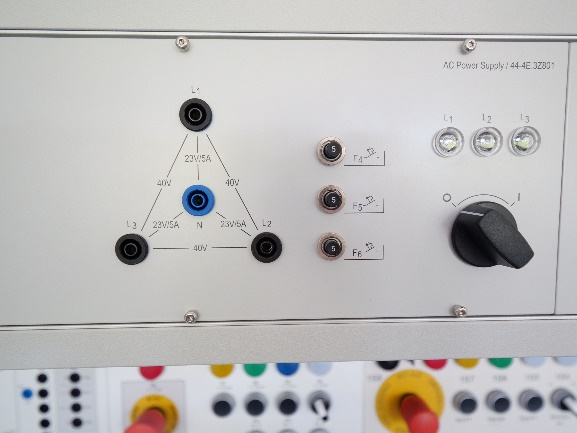 AC Power Supply / 44-4E.3Z801
L1
L1 L2 L3
23V/5A
5 F4
40V 40V
O I
5 F5
L3 23V/5A N 23V/5A L2
40V
5 F6